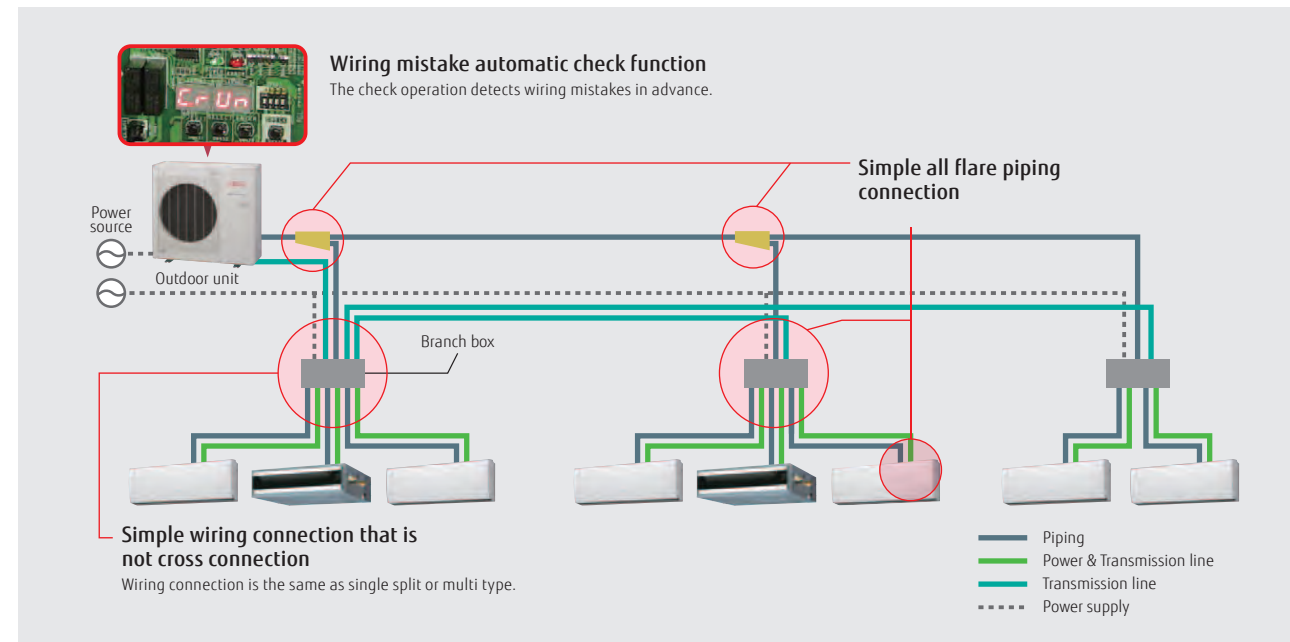 Wiring mistake automatic check function
The check operation detects wiring mistakes in advance.
Cr Un
Simple all flare piping
connection
Power
source
Outdoor unit
Branch box
Simple wiring connection that is
not cross connection
Wiring connection is the same as single split or multi type.
Piping
Power & Transmission line
Transmission line
Power supply